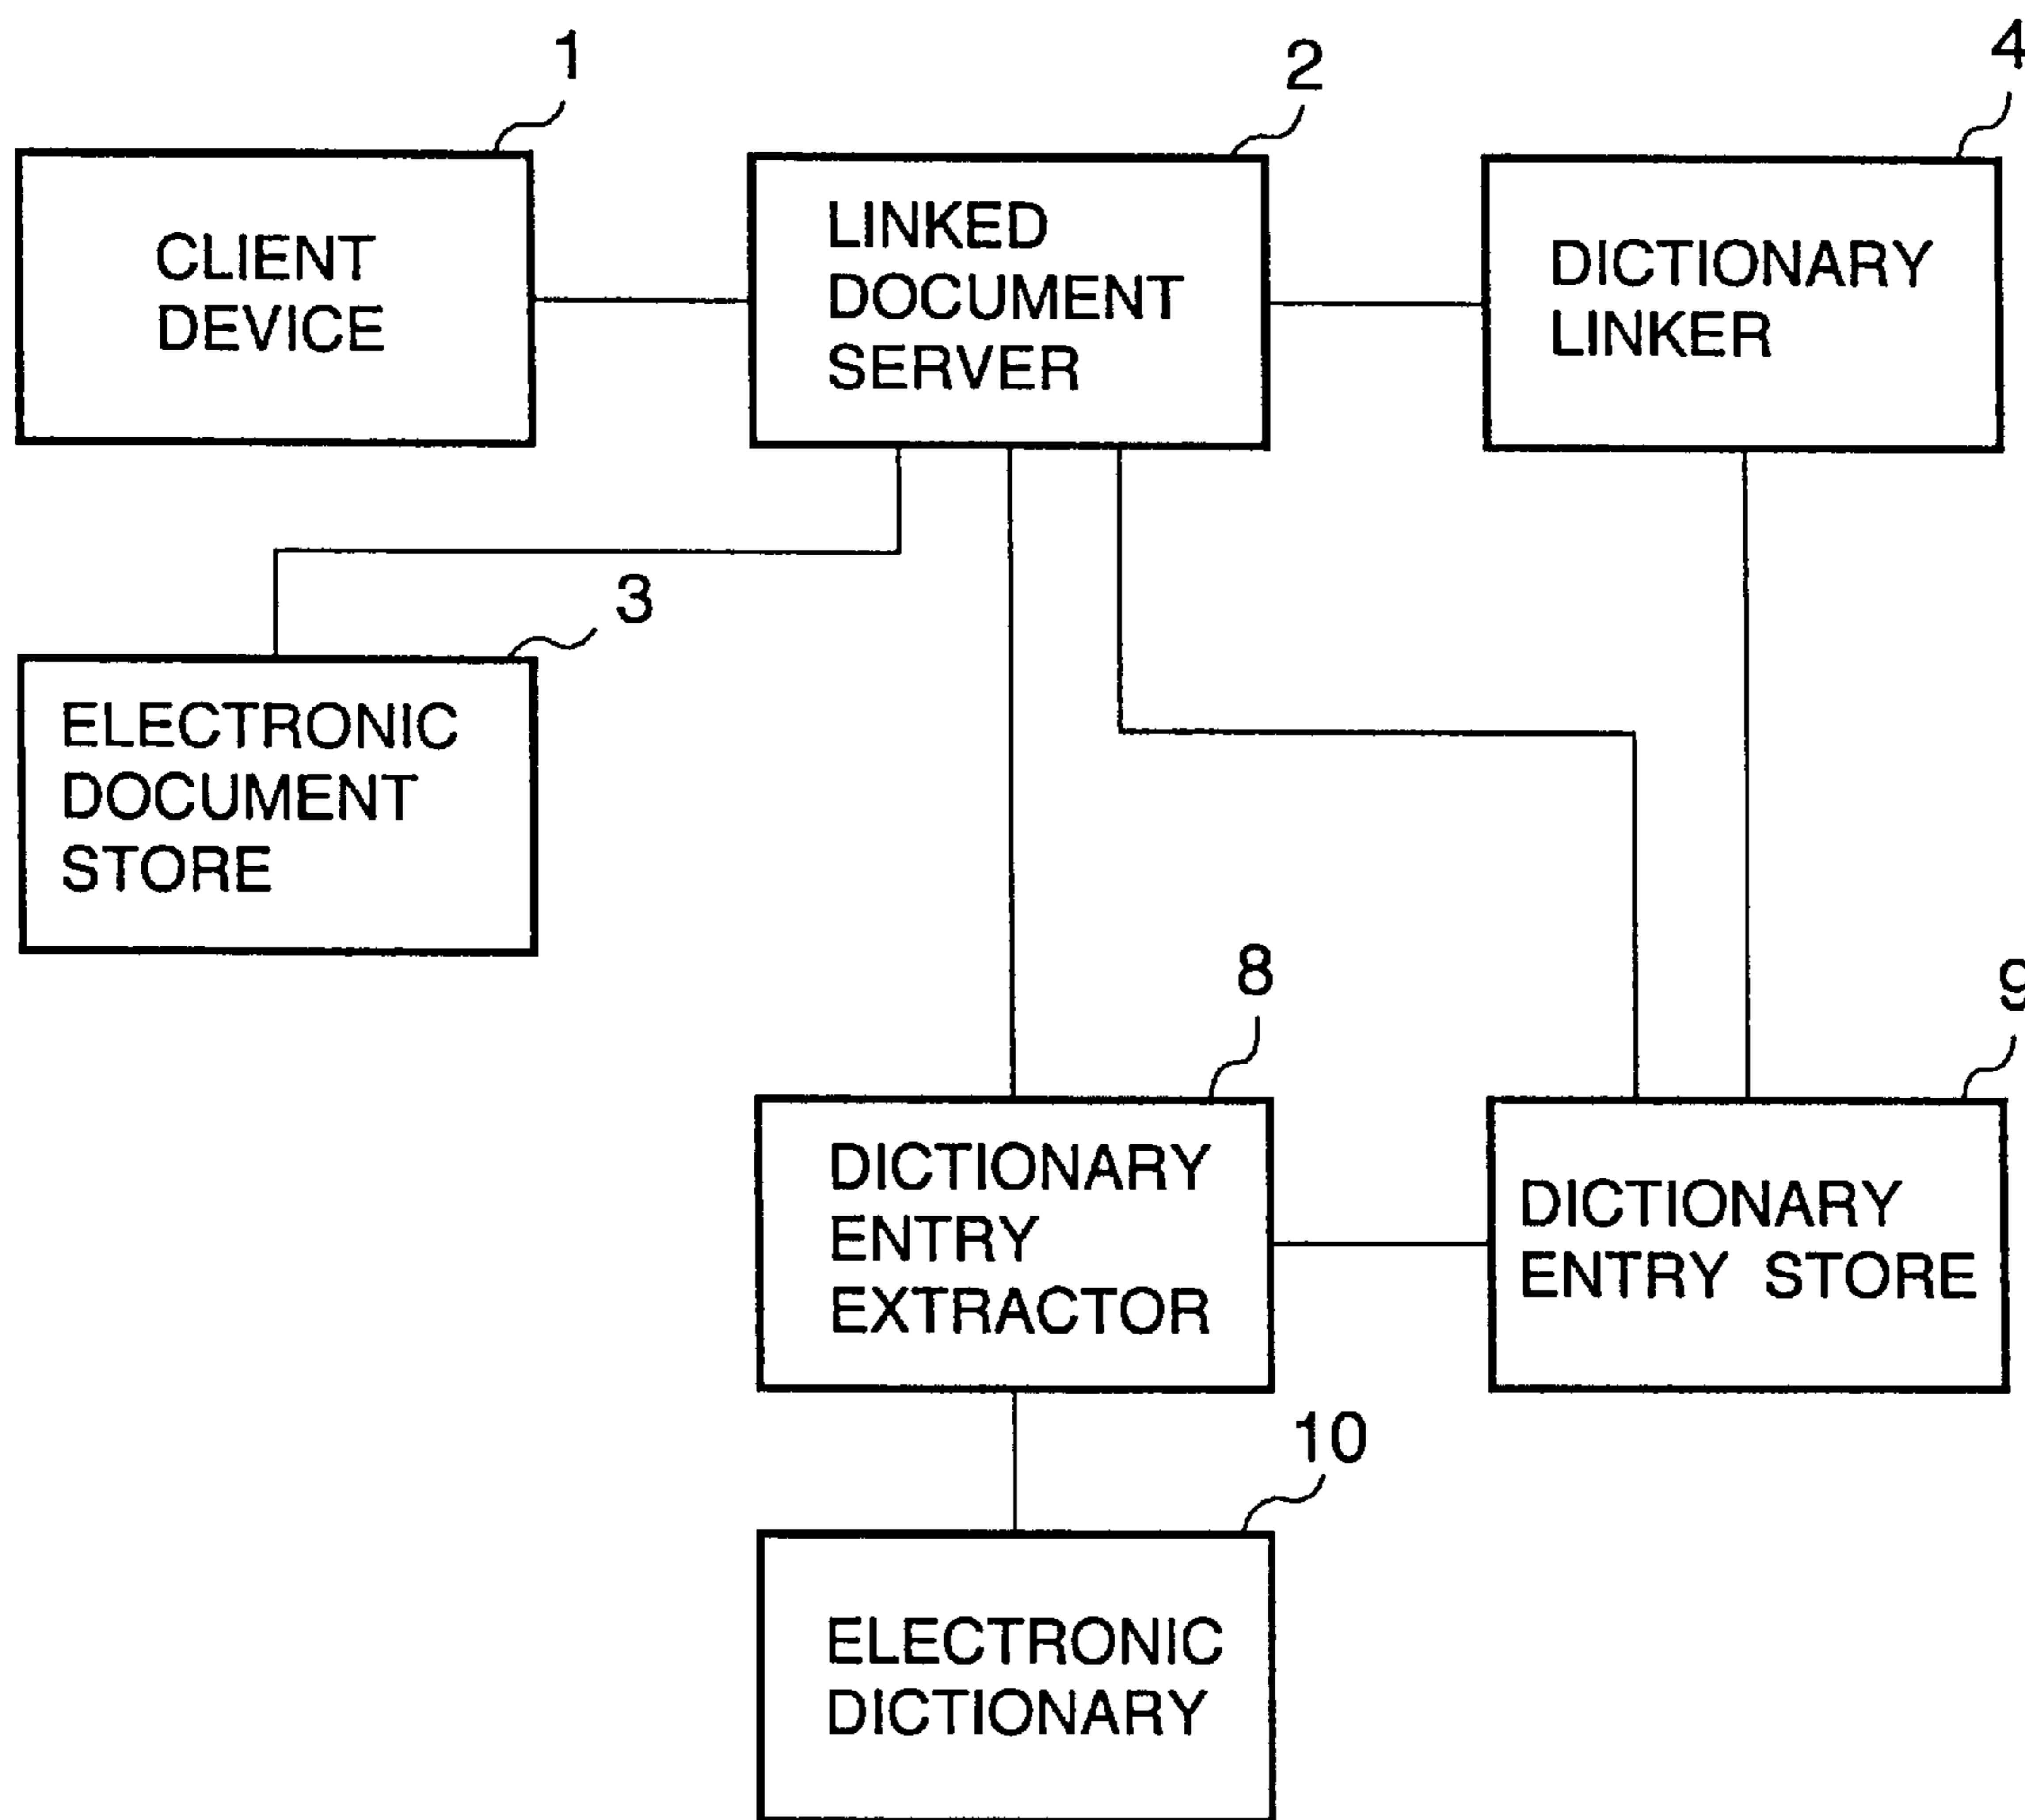 1
2
4
CLIENT
DEVICE
LINKED
DOCUMENT
SERVER
DICTIONARY
LINKER
3
ELECTRONIC
DOCUMENT
STORE
8
9
DICTIONARY
ENTRY
EXTRACTOR
DICTIONARY
ENTRY STORE
10
ELECTRONIC
DICTIONARY